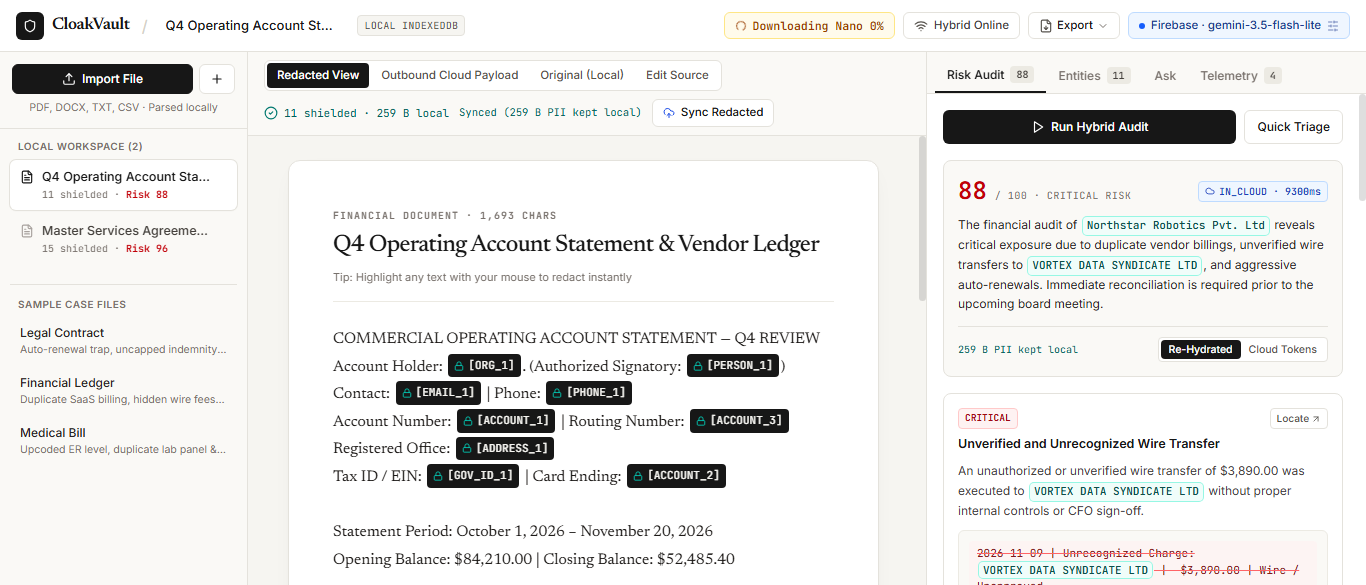 CloakVault / Q4 Operating Account St... LOCAL INDEXEDDB Downloading Nano 0% Hybrid Online Export Firebase · gemini-3.5-flash-lite
Import File +
PDF, DOCX, TXT, CSV · Parsed locally
LOCAL WORKSPACE (2)
Q4 Operating Account Sta...
11 shielded · Risk 88
Master Services Agreeme...
15 shielded · Risk 96
SAMPLE CASE FILES
Legal Contract
Auto-renewal trap, uncapped indemnity...
Financial Ledger
Duplicate SaaS billing, hidden wire fees...
Medical Bill
Upcoded ER level, duplicate lab panel &...
Redacted View Outbound Cloud Payload Original (Local) Edit Source
11 shielded · 259 B local Synced (259 B PII kept local) Sync Redacted
FINANCIAL DOCUMENT · 1,693 CHARS
Q4 Operating Account Statement & Vendor Ledger
Tip: Highlight any text with your mouse to redact instantly
COMMERCIAL OPERATING ACCOUNT STATEMENT – Q4 REVIEW
Account Holder: [ORG_1] . (Authorized Signatory: [PERSON_1] )
Contact: [EMAIL_1] | Phone: [PHONE_1]
Account Number: [ACCOUNT_1] | Routing Number: [ACCOUNT_3]
Registered Office: [ADDRESS_1]
Tax ID / EIN: [GOV_ID_1] | Card Ending: [ACCOUNT_2]
Statement Period: October 1, 2026 – November 20, 2026
Opening Balance: $84,210.00 | Closing Balance: $52,485.40
Risk Audit 88 Entities 11 Ask Telemetry 4
Run Hybrid Audit Quick Triage
88 / 100 · CRITICAL RISK IN_CLOUD · 9300ms
The financial audit of Northstar Robotics Pvt. Ltd reveals
critical exposure due to duplicate vendor billings, unverified wire
transfers to VORTEX DATA SYNDICATE LTD , and aggressive
auto-renewals. Immediate reconciliation is required prior to the
upcoming board meeting.
259 B PII kept local Re-Hydrated Cloud Tokens
CRITICAL Locate ↗
Unverified and Unrecognized Wire Transfer
An unauthorized or unverified wire transfer of $3,890.00 was
executed to VORTEX DATA SYNDICATE LTD without proper
internal controls or CFO sign-off.
2026-11-09 | Unrecognized Charge:
VORTEX DATA SYNDICATE LTD | $3,890.00 | Wire /